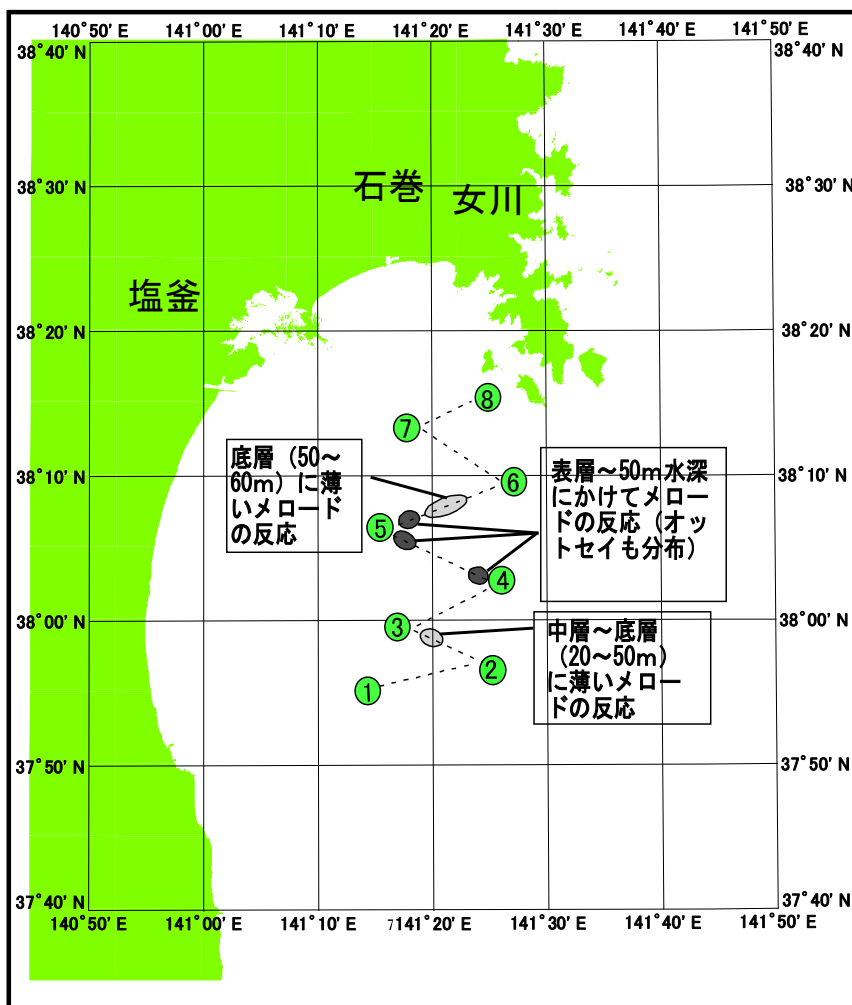 140°50' E 141°00' E 141°10' E 141°20' E 141°30' E 141°40' E 141°50' E
38°40' N 38°40' N
石巻 女川
38°30' N 38°30' N
塩釜
38°20' N 38°20' N
⑧
⑦
底層（50～
60m）に薄
いメロード
の反応
表層～50m水深
にかけてメロー
ドの反応（オッ
トセイも分布）
38°10' N 38°10' N
⑥
⑤
④
38°00' N 38°00' N
③
中層～底層
（20～50m）
に薄いメロー
ドの反応
②
①
37°50' N 37°50' N
37°40' N 37°40' N
140°50' E 141°00' E 141°10' E 7141°20' E 141°30' E 141°40' E 141°50' E